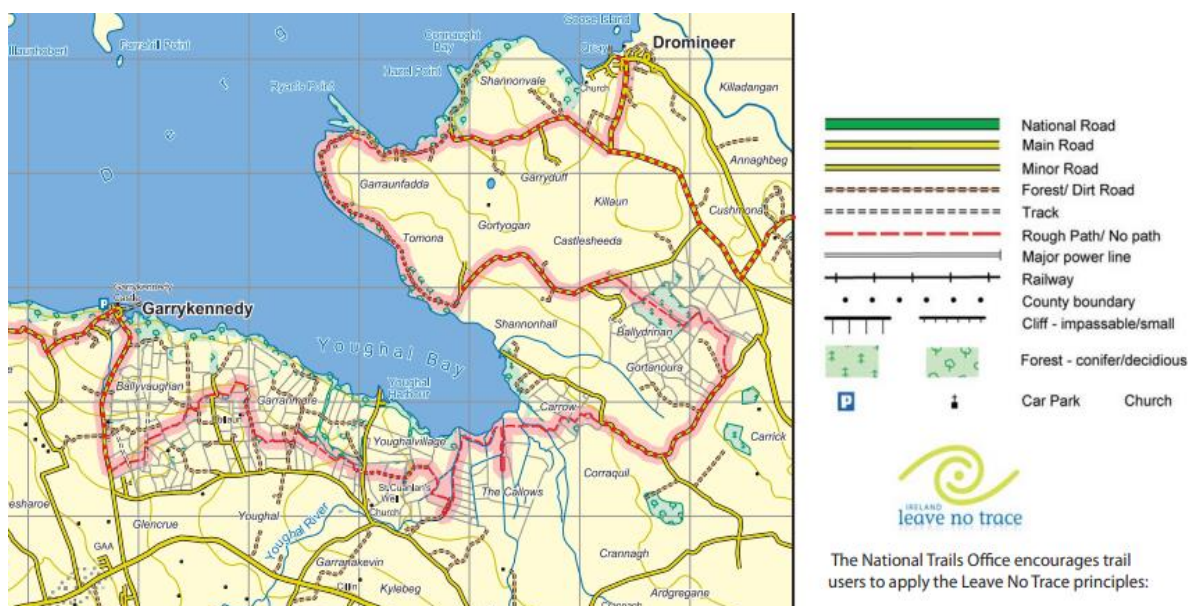 Goose Island
Connaught
Bay
Dromineer
Parrahill Point
g
Quay
Hazel Point
Shannonvale
Church
Killadangan
r
Ryan's Point
e
Annaghbeg
D
Garraunfadda
Garryduff
Killaun
Cushmona
Gortyogan
Tomona
Castlesheeda
P
Garrykennedy
Castle
Garrykennedy
Shannonhall
Ballydrinan
Youghal Bay
Gortanoura
Ballyvaughan
Youghal
Harbour
Garranmore
Carrow
Youghalvillage
Carrick
Corraquil
St.Cuanlan's
Well
The Callows
Church
Glencrue
Youghal
Youghal River
GAA
Crannagh
Garranakevin
Cillin
Kylebeg
Ardgregane
National Road
Main Road
Minor Road
Forest/ Dirt Road
Track
Rough Path/ No path
Major power line
Railway
County boundary
Cliff - impassable/small
Forest - conifer/decidious
P
Car Park
Church
IRELAND
leave no trace
The National Trails Office encourages trail
users to apply the Leave No Trace principles: